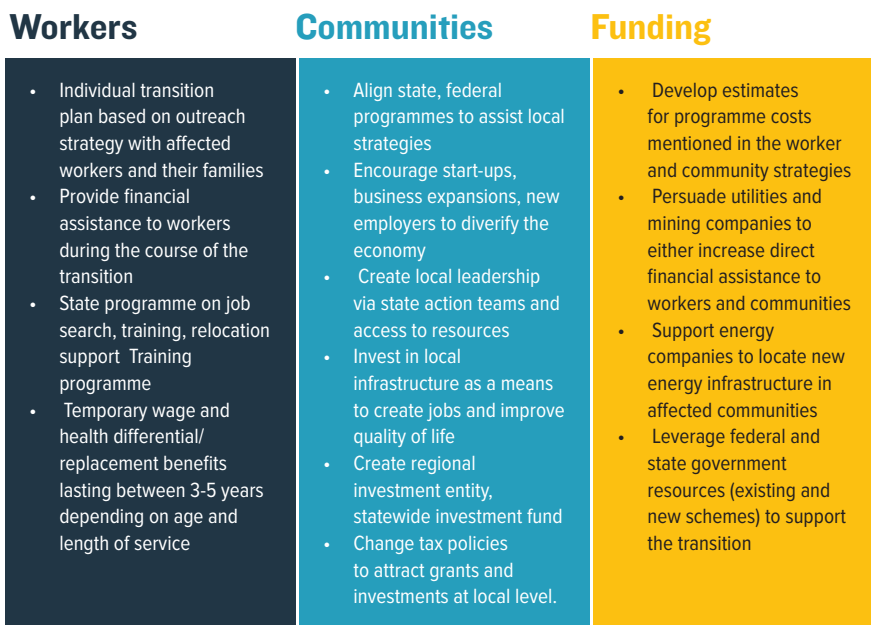 Workers
• Individual transition
plan based on outreach
strategy with affected
workers and their families
• Provide financial
assistance to workers
during the course of the
transition
• State programme on job
search, training, relocation
support Training
programme
• Temporary wage and
health differential/
replacement benefits
lasting between 3-5 years
depending on age and
length of service
Communities
• Align state, federal
programmes to assist local
strategies
• Encourage start-ups,
business expansions, new
employers to diverify the
economy
• Create local leadership
via state action teams and
access to resources
• Invest in local
infrastructure as a means
to create jobs and improve
quality of life
• Create regional
investment entity,
statewide investment fund
• Change tax policies
to attract grants and
investments at local level.
Funding
• Develop estimates
for programme costs
mentioned in the worker
and community strategies
• Persuade utilities and
mining companies to
either increase direct
financial assistance to
workers and communities
• Support energy
companies to locate new
energy infrastructure in
affected communities
• Leverage federal and
state government
resources (existing and
new schemes) to support
the transition